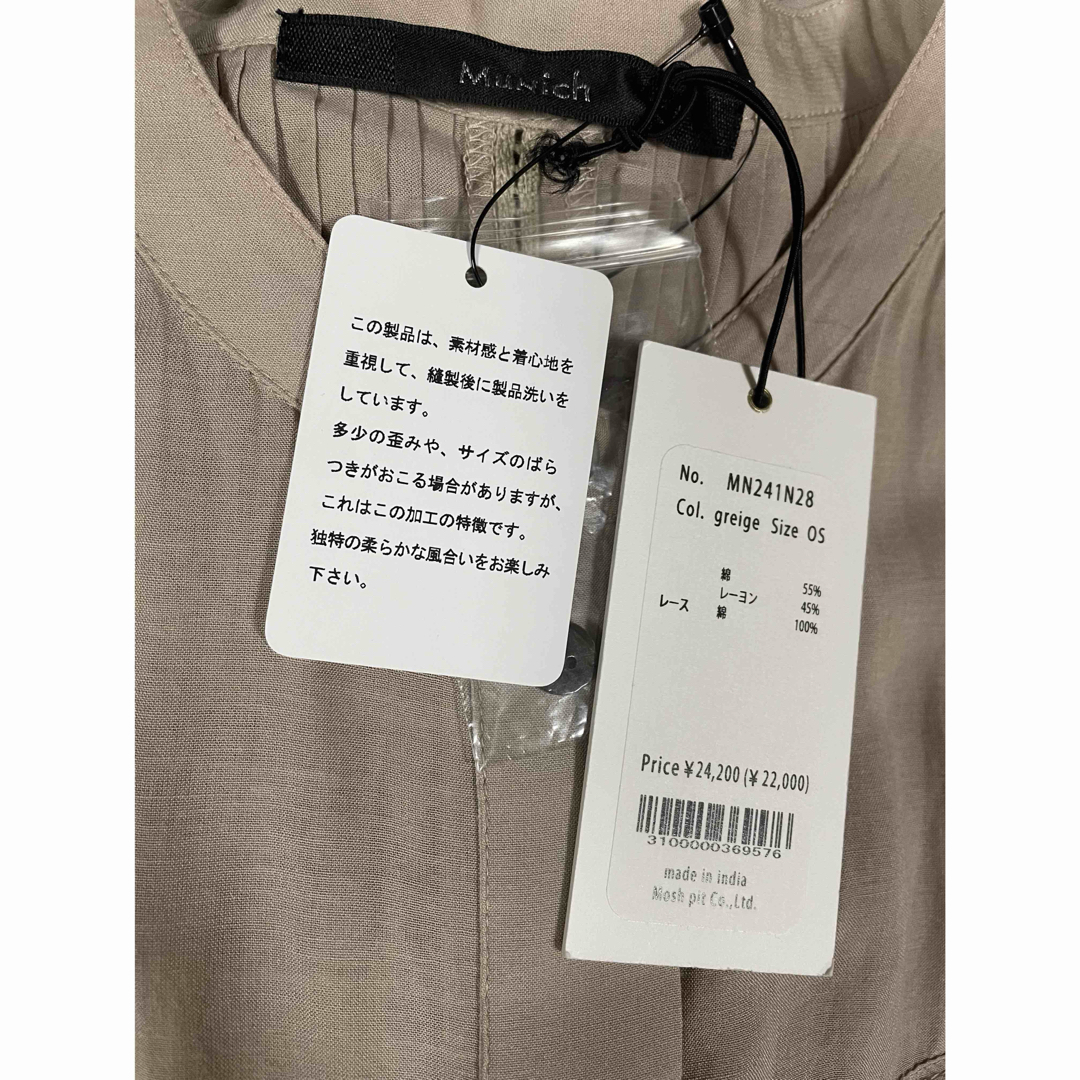 Munich
この製品は、素材感と着心地を
重視して、縫製後に製品洗いを
しています。
多少の歪みや、サイズのばら
つきがおこる場合がありますが、
これはこの加工の特徴です。
独特の柔らかな風合いをお楽しみ
下さい。
No. MN241N28
Col. greige Size OS
綿 55%
レーヨン 45%
レース 綿 100%
Price ¥24,200 (¥ 22,000)
3100000369576
made in india
Mosh pit Co.,Ltd.